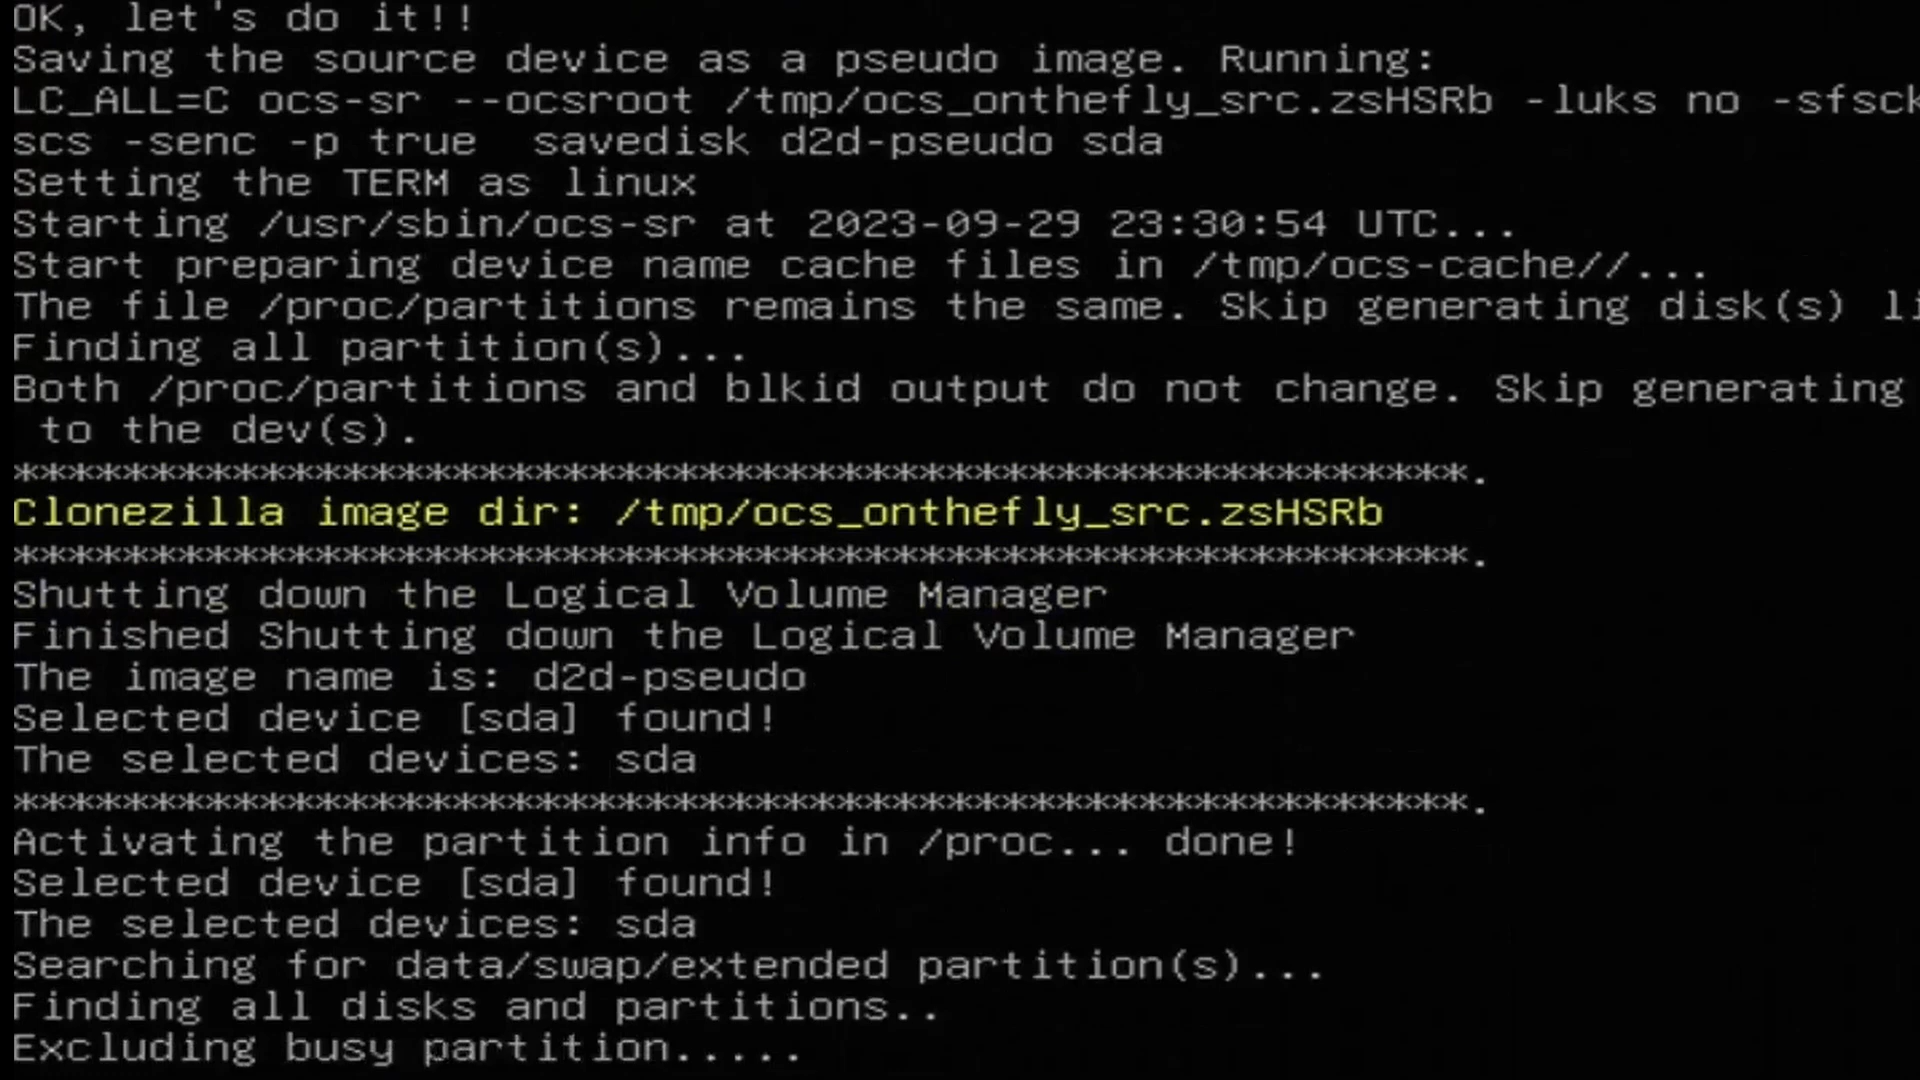 OK, let's do it!!
Saving the source device as a pseudo image. Running:
LC_ALL=C ocs-sr --ocsroot /tmp/ocs_onthefly_src.zsHSRb -luks no -sfsck
scs -senc -p true  savedisk d2d-pseudo sda
Setting the TERM as linux
Starting /usr/sbin/ocs-sr at 2023-09-29 23:30:54 UTC...
Start preparing device name cache files in /tmp/ocs-cache//...
The file /proc/partitions remains the same. Skip generating disk(s) li
Finding all partition(s)...
Both /proc/partitions and blkid output do not change. Skip generating
 to the dev(s).
*****************************************************.
Clonezilla image dir: /tmp/ocs_onthefly_src.zsHSRb
*****************************************************.
Shutting down the Logical Volume Manager
Finished Shutting down the Logical Volume Manager
The image name is: d2d-pseudo
Selected device [sda] found!
The selected devices: sda
*****************************************************.
Activating the partition info in /proc... done!
Selected device [sda] found!
The selected devices: sda
Searching for data/swap/extended partition(s)...
Finding all disks and partitions..
Excluding busy partition.....